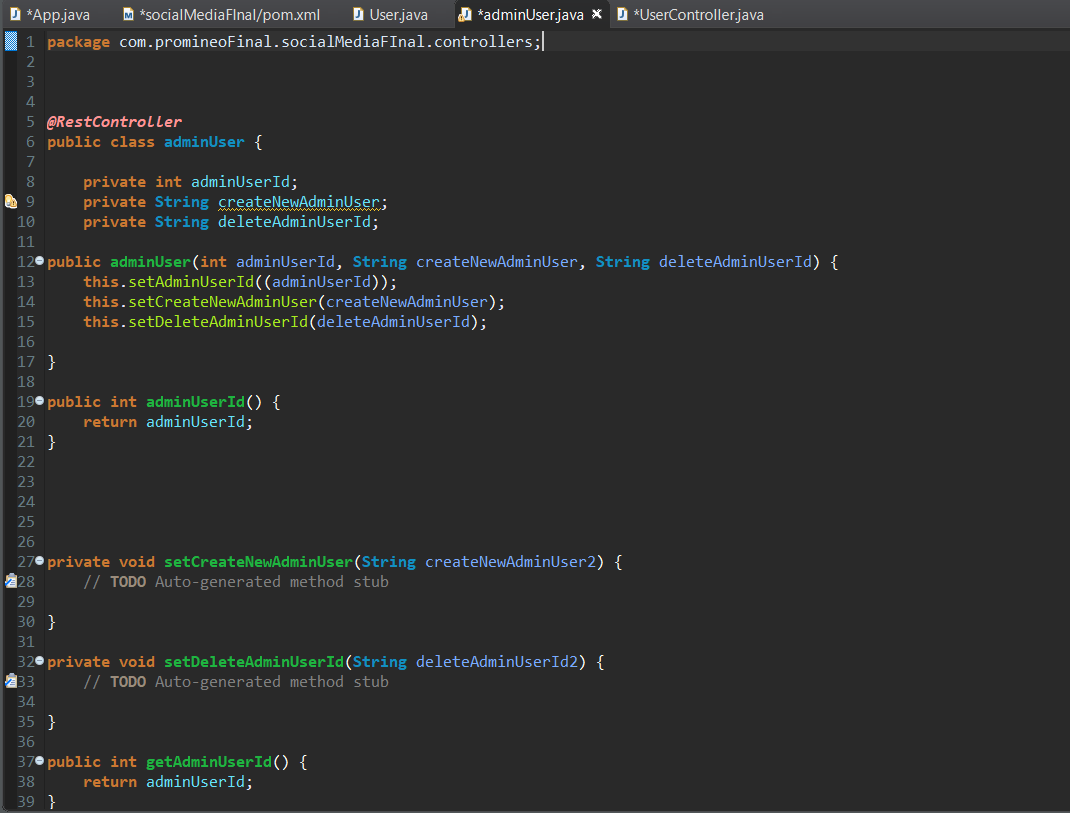 *App.java *socialMediaFInal/pom.xml User.java *adminUser.java *UserController.java
1 package com.promineoFinal.socialMediaFInal.controllers;
2
3
4
5 @RestController
6 public class adminUser {
7
8 private int adminUserId;
9 private String createNewAdminUser;
10 private String deleteAdminUserId;
11
12 public adminUser(int adminUserId, String createNewAdminUser, String deleteAdminUserId) {
13 this.setAdminUserId((adminUserId));
14 this.setCreateNewAdminUser(createNewAdminUser);
15 this.setDeleteAdminUserId(deleteAdminUserId);
16
17 }
18
19 public int adminUserId() {
20 return adminUserId;
21 }
22
23
24
25
26
27 private void setCreateNewAdminUser(String createNewAdminUser2) {
28 // TODO Auto-generated method stub
29
30 }
31
32 private void setDeleteAdminUserId(String deleteAdminUserId2) {
33 // TODO Auto-generated method stub
34
35 }
36
37 public int getAdminUserId() {
38 return adminUserId;
39 }